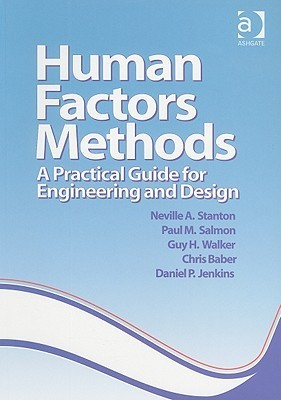 ASHGATE
Human
Factors
Methods
A Practical Guide for
Engineering and Design
Neville A. Stanton
Paul M. Salmon
Guy H. Walker
Chris Baber
Daniel P. Jenkins